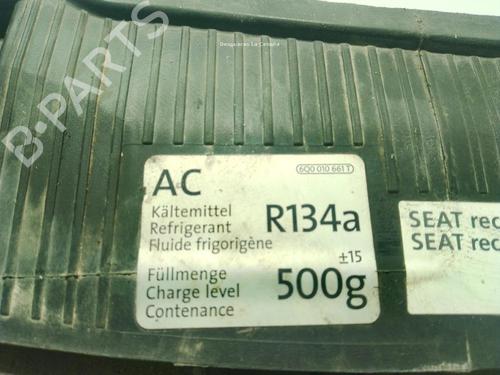 Desguaces La Cabaña
B-PARTS
6Q0 010 661 T
AC
Kältemittel
Refrigerant
Fluide frigorigène
R134a
Füllmenge
Charge level
Contenance
±15
500g
SEAT rec
SEAT rec